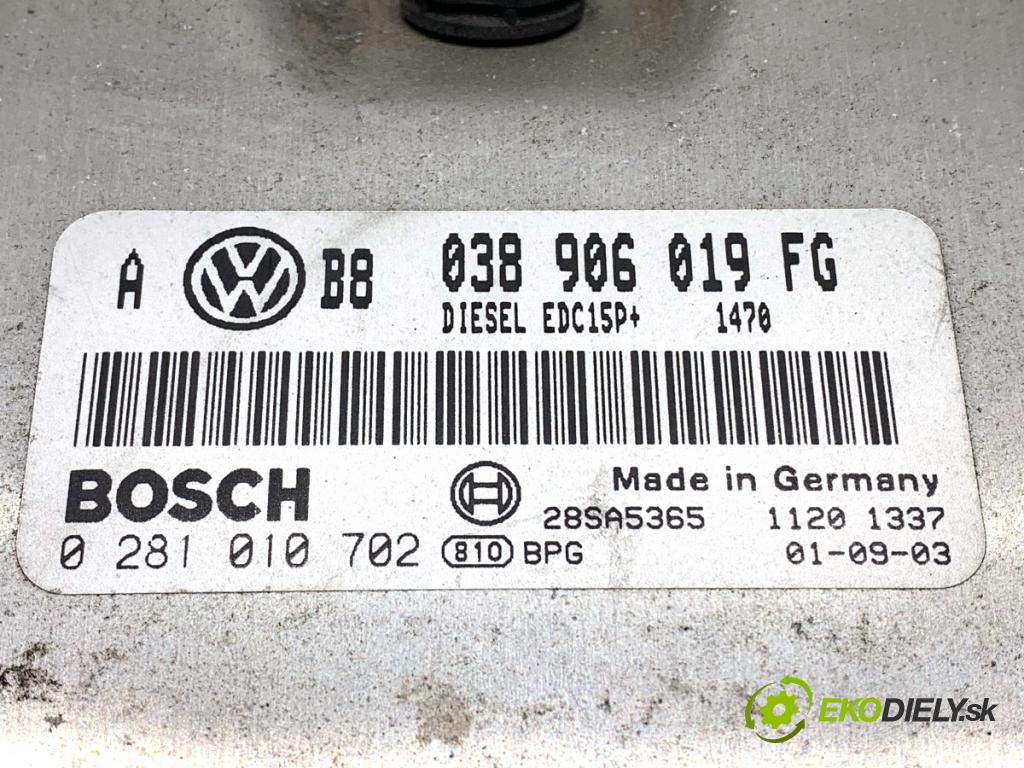 A VW B8 038 906 019 FG
DIESEL EDC15P+ 1470
BOSCH Made in Germany
28SA5365 1120 1337
0 281 010 702 810 BPG 01-09-03
EKODIELY.sk